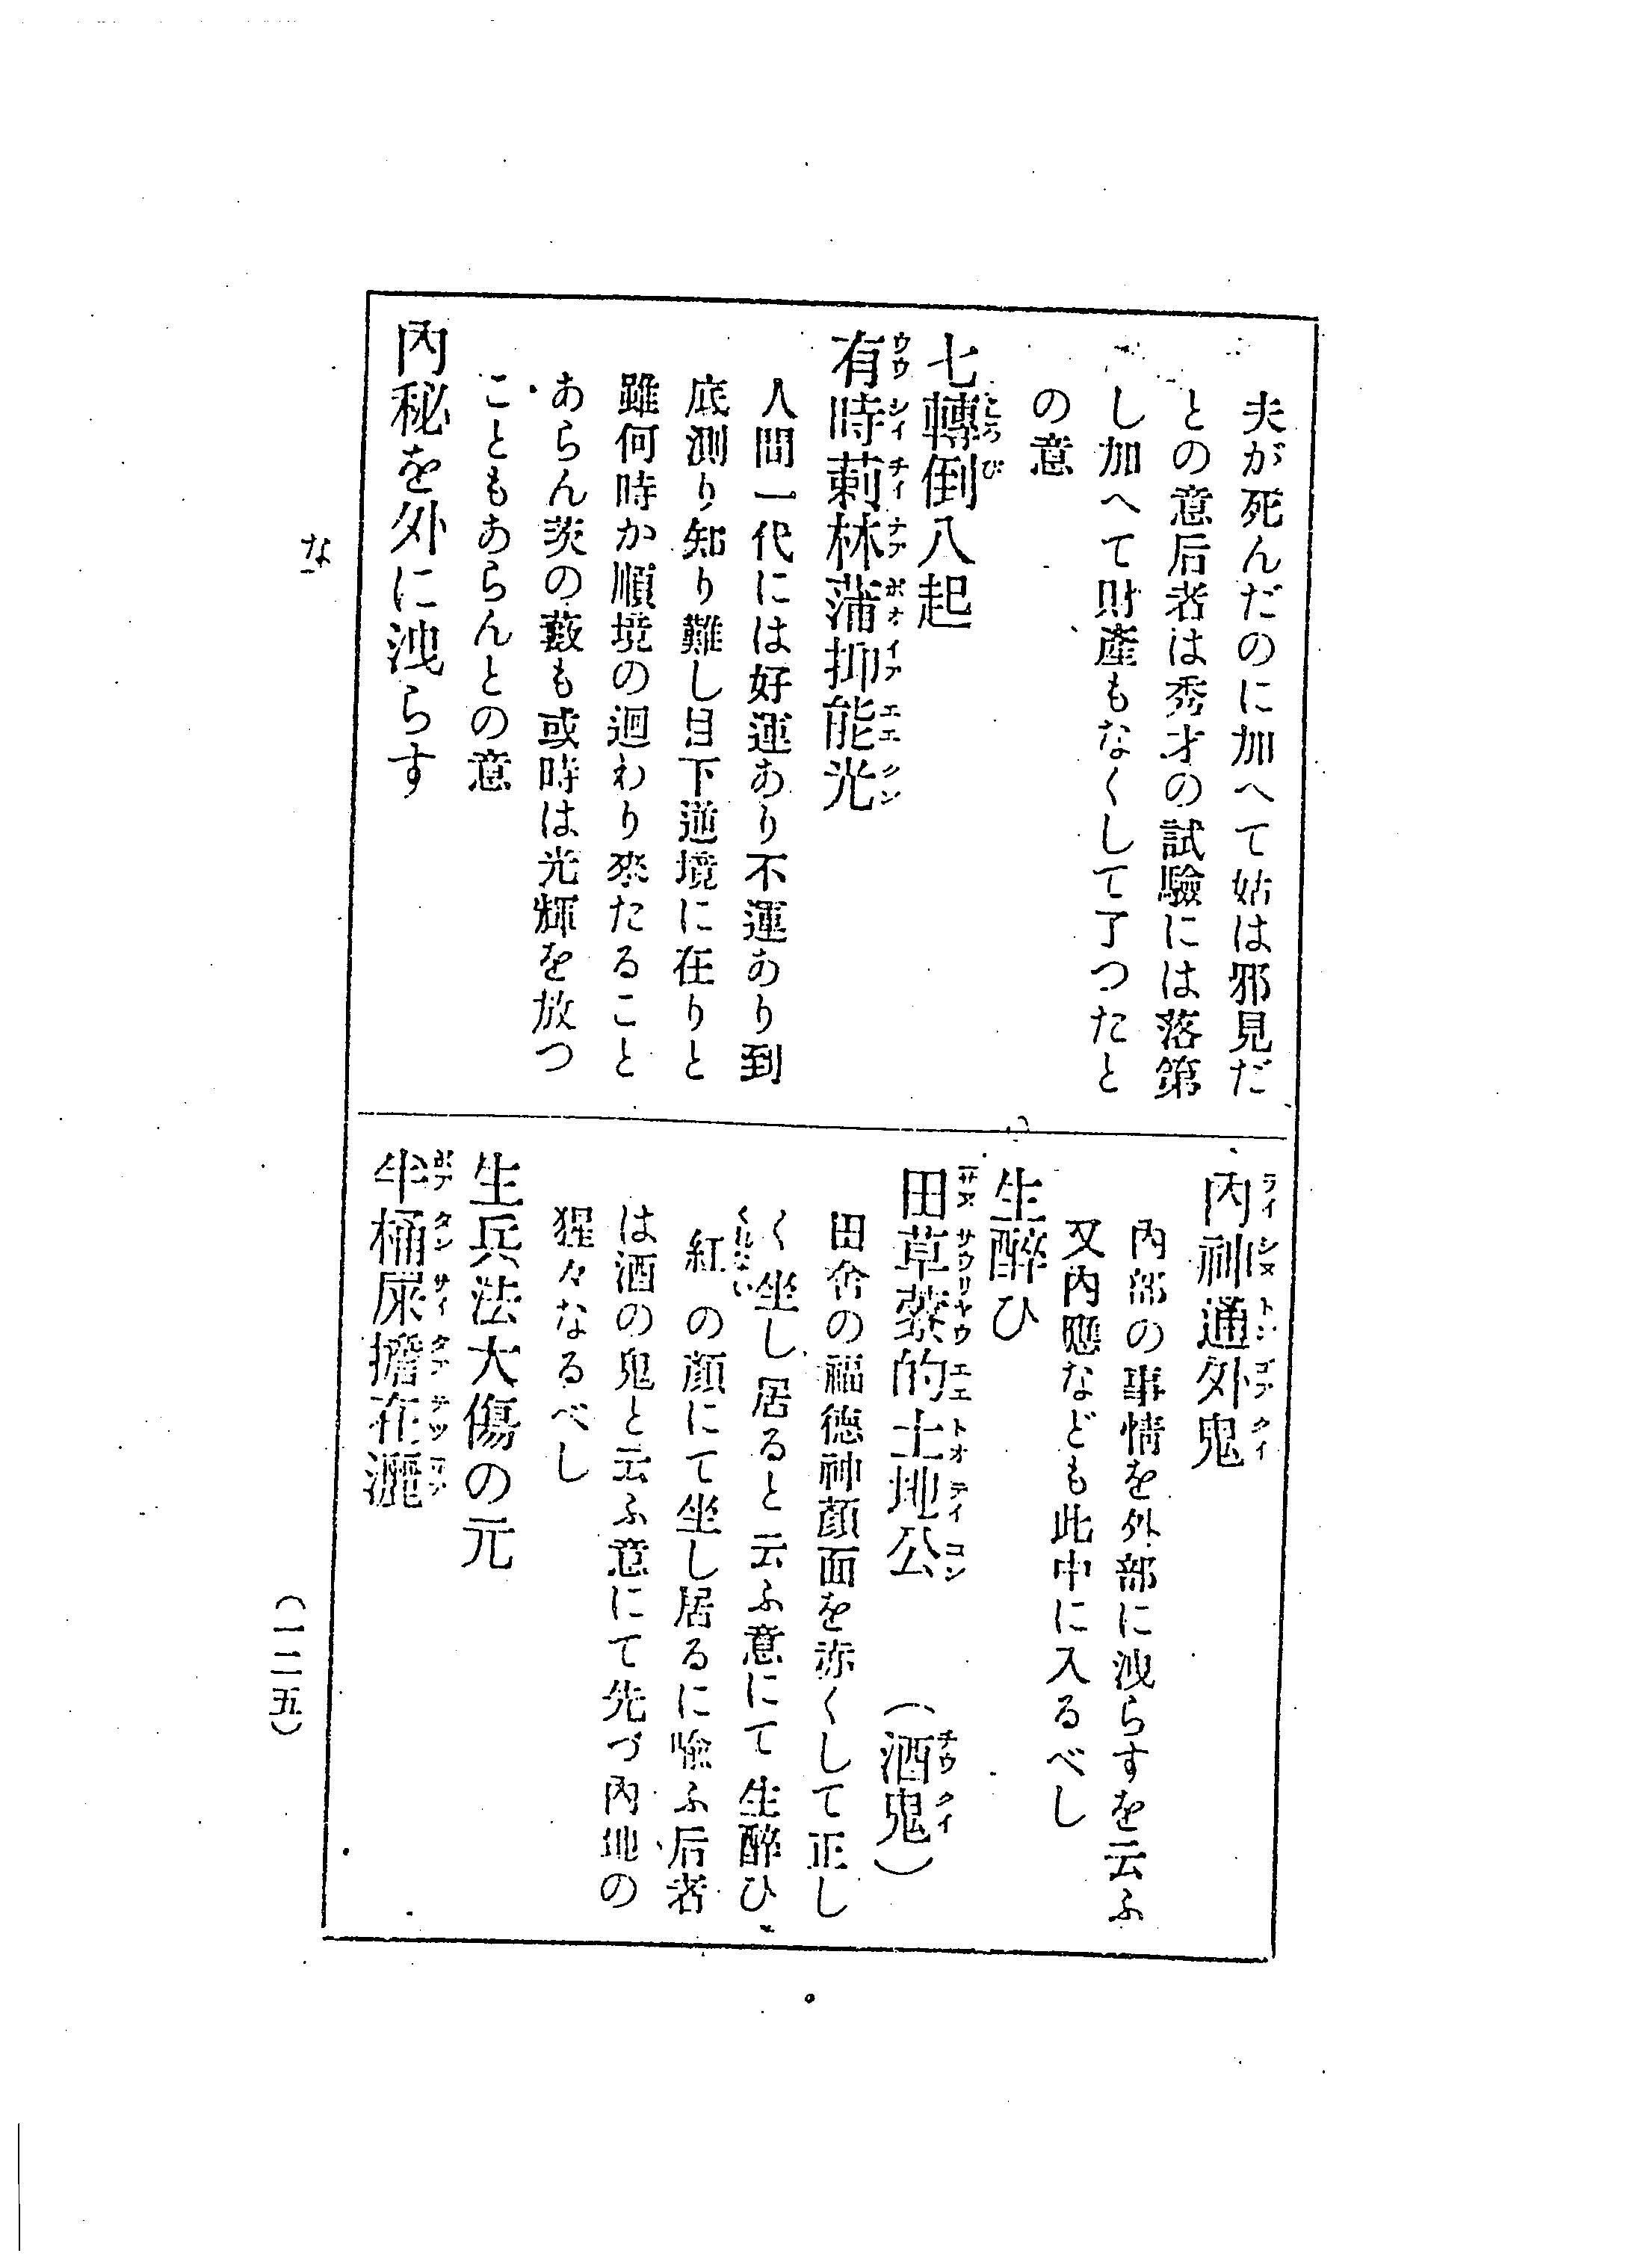 夫が死んだのに加へて姑は邪見だ
との意后者は秀才の試驗には落第
し加へて財産もなくして了つたと
の意
七轉倒八起
有時莿林蒲抑能光
人間一代には好運あり不運あり到
底測り知り難し目下逆境に在りと
雖何時か順境の迴わり來たること
あらん茨の藪も或時は光輝を放つ
こともあらんとの意
內秘を外に洩らす
內神通外鬼
內部の事情を外部に洩らすを云ふ
又內應なども此中に入るべし
生醉ひ
田草寮的土地公 (酒鬼)
田舍の福德神顏面を赤くして正し
く坐し居ると云ふ意にて生醉ひ
紅の顏にて坐し居るに喩ふ后者
は酒の鬼と云ふ意にて先づ內地の
猩々なるべし
生兵法大傷の元
半桶屎擔在灑
な
(一二五)